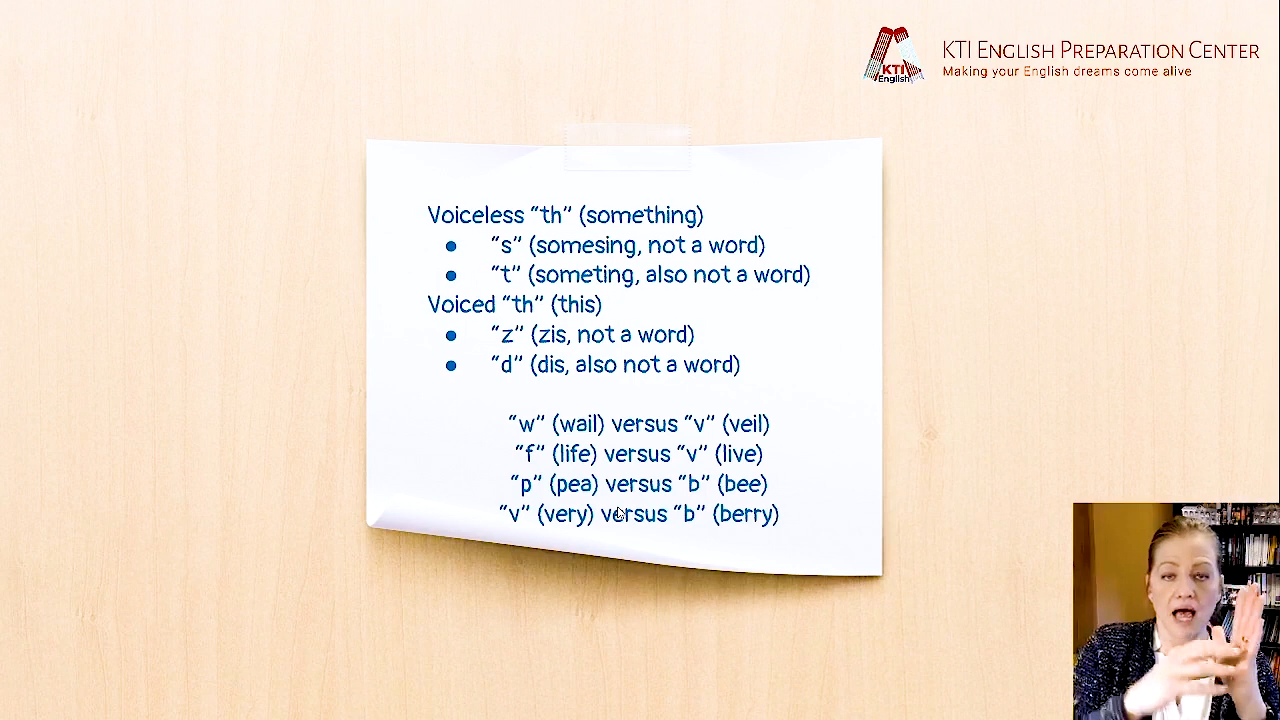 KTI ENGLISH PREPARATION CENTER
Making your English dreams come alive
KTI
English
Voiceless “th” (something)
● “s” (somesing, not a word)
● “t” (someting, also not a word)
Voiced “th” (this)
● “z” (zis, not a word)
● “d” (dis, also not a word)
“w” (wail) versus “v” (veil)
“f” (life) versus “v” (live)
“p” (pea) versus “b” (bee)
“v” (very) versus “b” (berry)